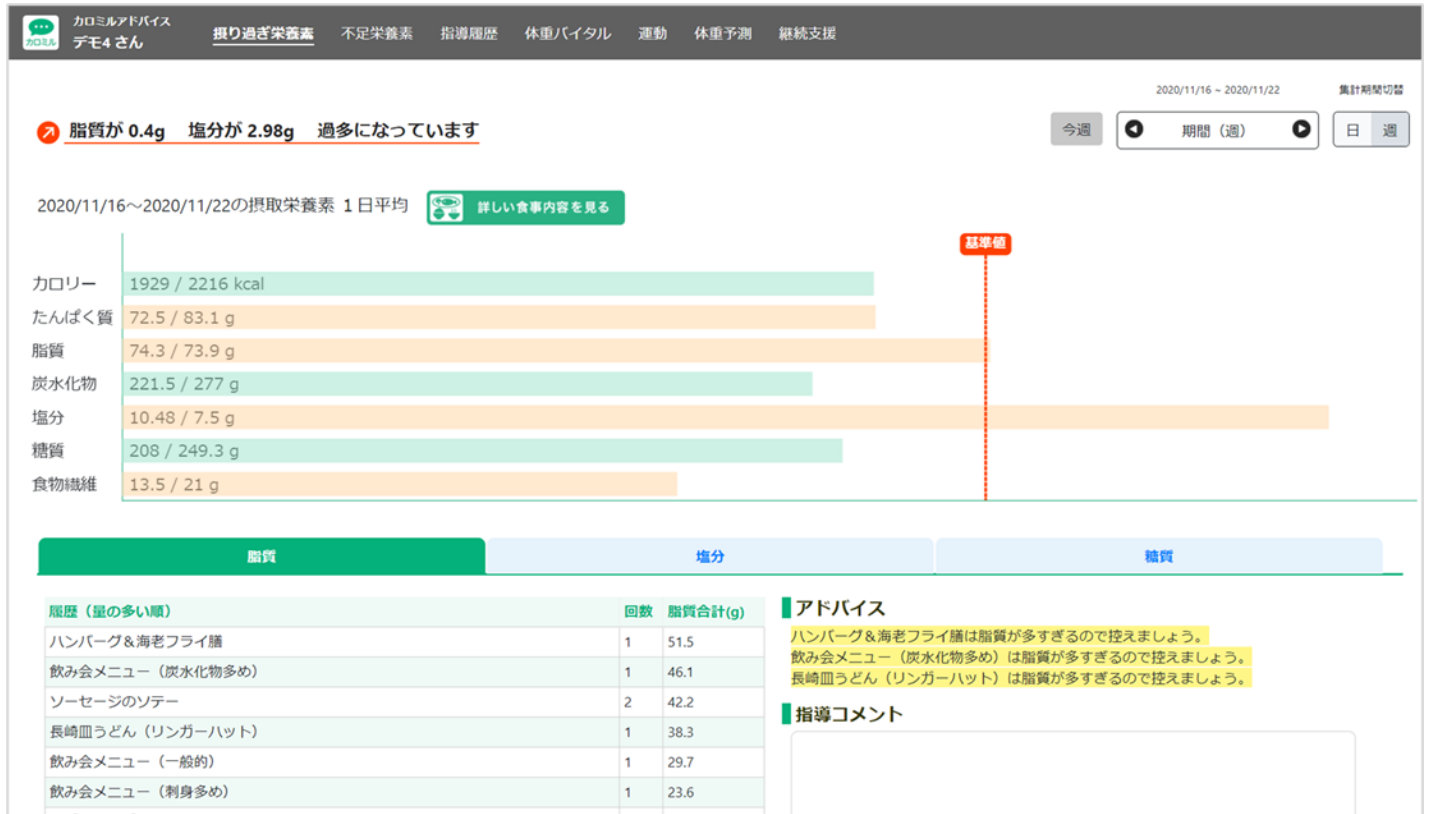 カロミル
カロミルアドバイス
デモ4 さん
摂り過ぎ栄養素 不足栄養素 指導履歴 体重バイタル 運動 体重予測 継続支援
2020/11/16 ~ 2020/11/22 集計期間切替
脂質が 0.4g 塩分が 2.98g 過多になっています
今週 期間（週） 日 週
2020/11/16～2020/11/22の摂取栄養素 １日平均 詳しい食事内容を見る
基準値
カロリー 1929 / 2216 kcal
たんぱく質 72.5 / 83.1 g
脂質 74.3 / 73.9 g
炭水化物 221.5 / 277 g
塩分 10.48 / 7.5 g
糖質 208 / 249.3 g
食物繊維 13.5 / 21 g
脂質 塩分 糖質
履歴（量の多い順） 回数 脂質合計(g)
ハンバーグ＆海老フライ膳 1 51.5
飲み会メニュー（炭水化物多め） 1 46.1
ソーセージのソテー 2 42.2
長崎皿うどん（リンガーハット） 1 38.3
飲み会メニュー（一般的） 1 29.7
飲み会メニュー（刺身多め） 1 23.6
アドバイス
ハンバーグ＆海老フライ膳は脂質が多すぎるので控えましょう。
飲み会メニュー（炭水化物多め）は脂質が多すぎるので控えましょう。
長崎皿うどん（リンガーハット）は脂質が多すぎるので控えましょう。
指導コメント